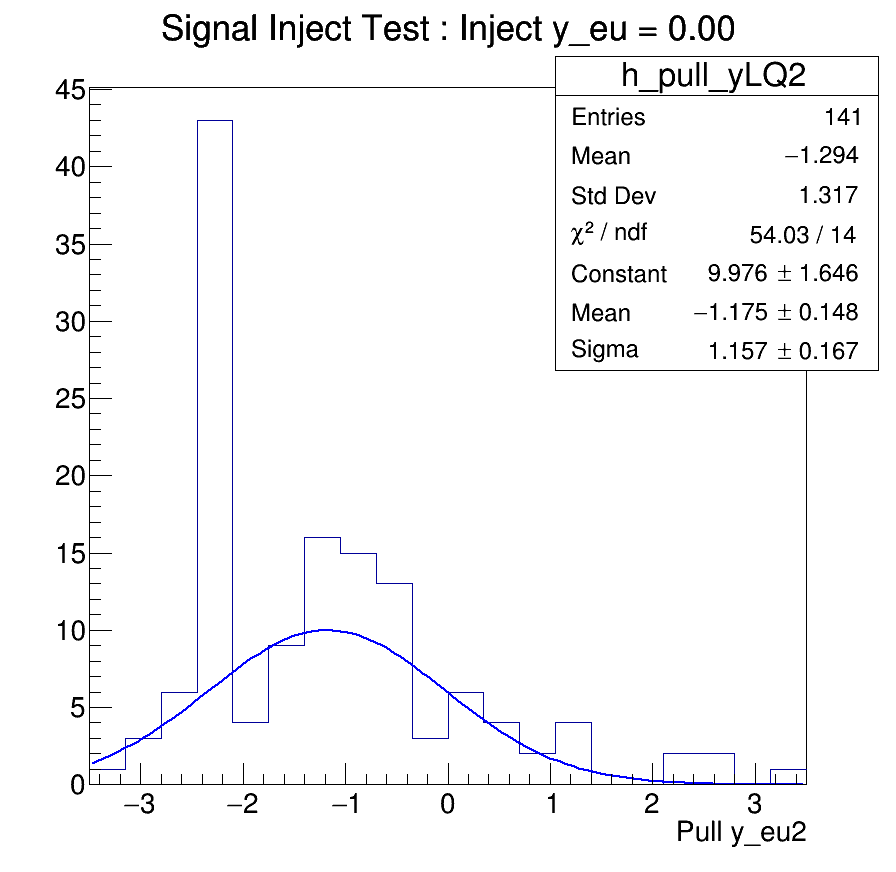 Signal Inject Test : Inject y_eu = 0.00
h_pull_yLQ2
Entries 141
Mean −1.294
Std Dev 1.317
χ² / ndf 54.03 / 14
Constant 9.976 ± 1.646
Mean −1.175 ± 0.148
Sigma 1.157 ± 0.167
45
40
35
30
25
20
15
10
5
0
−3 −2 −1 0 1 2 3
Pull y_eu2